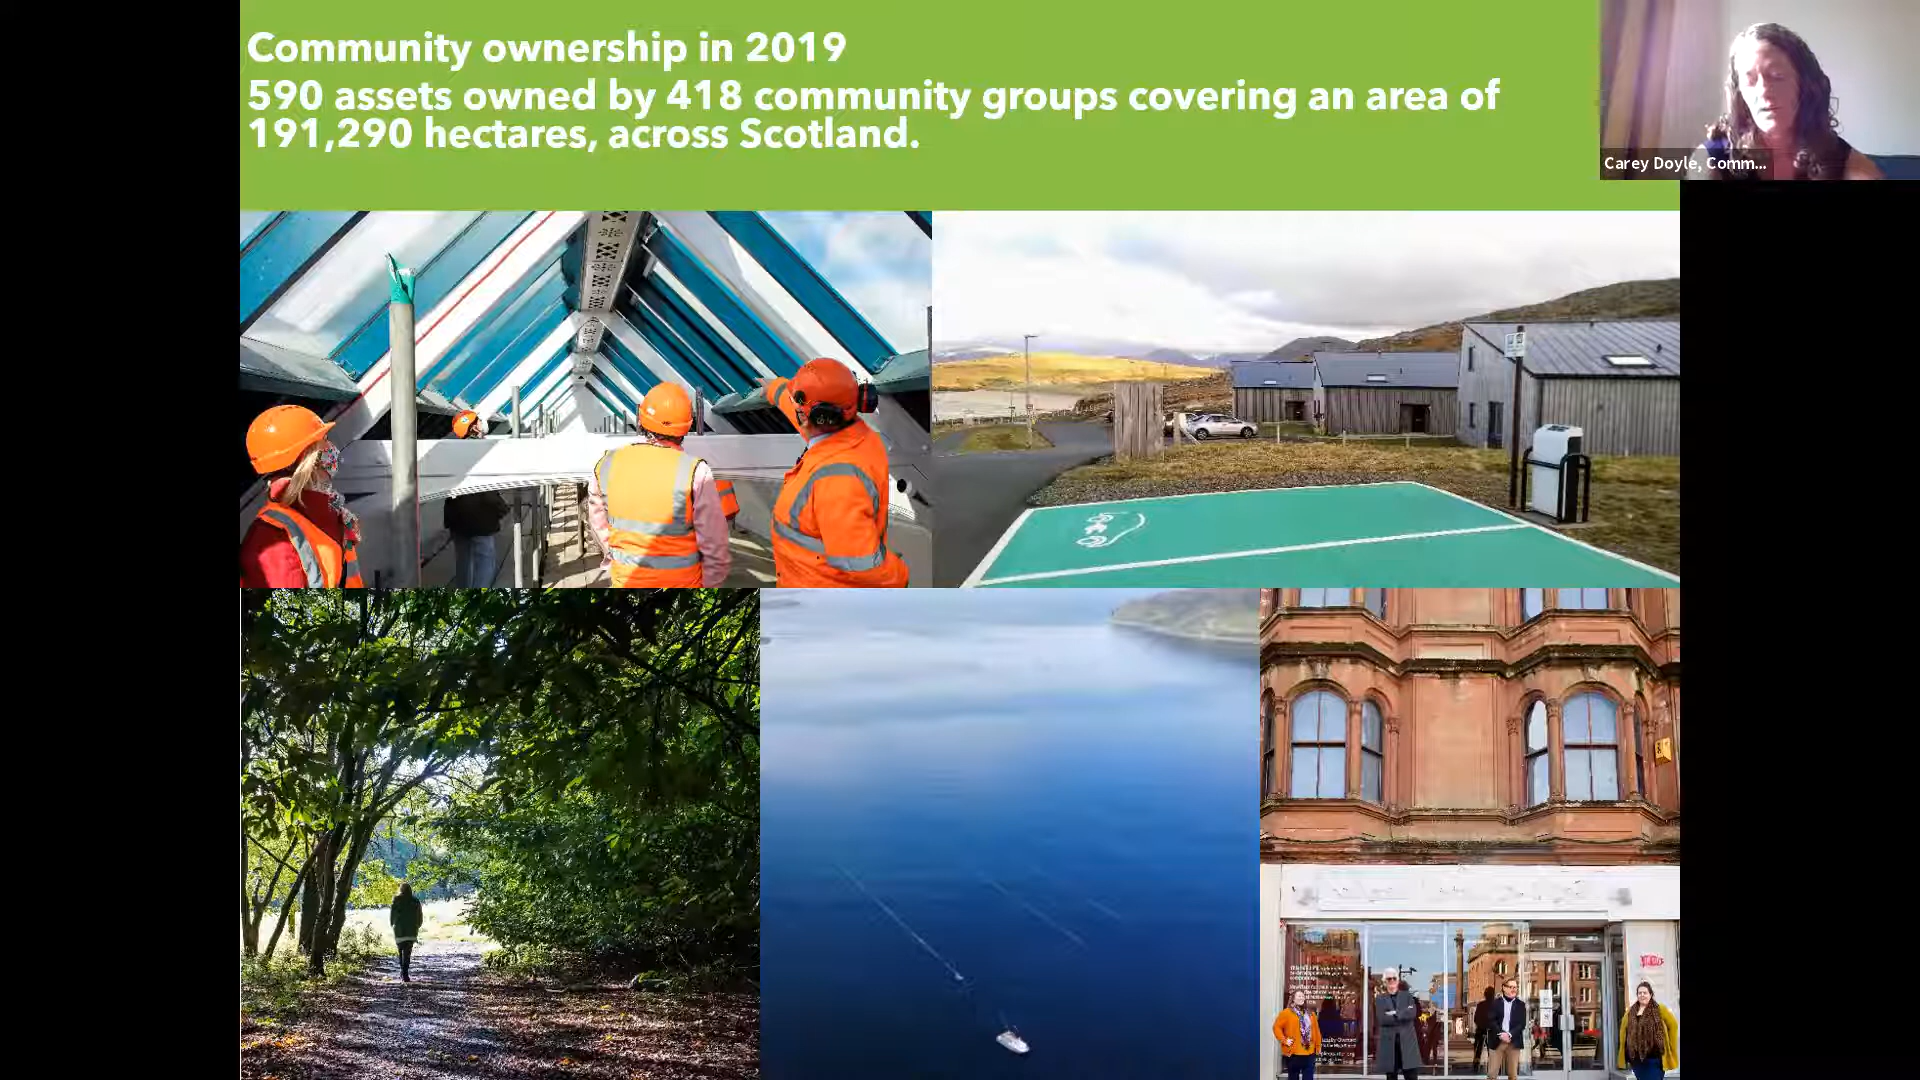 Community ownership in 2019
590 assets owned by 418 community groups covering an area of
191,290 hectares, across Scotland.
Carey Doyle, Comm...